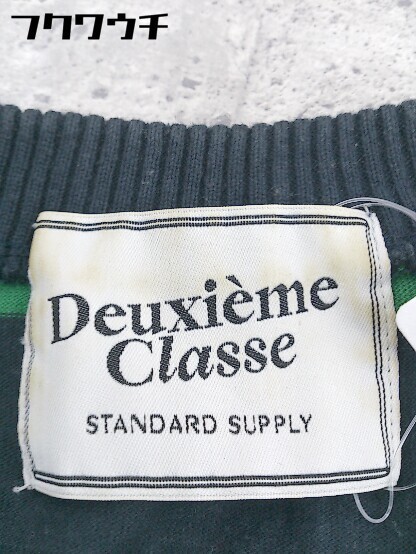 フクワウチ
Deuxième
Classe
STANDARD SUPPLY